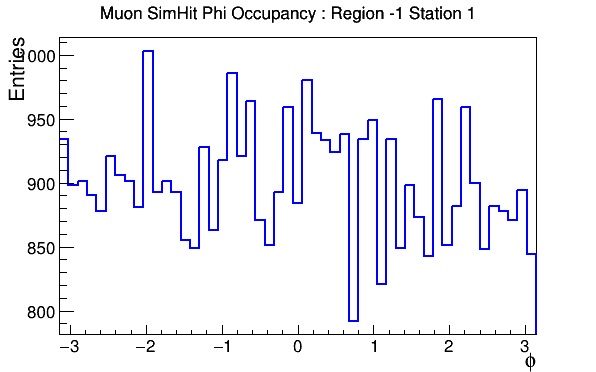 Muon SimHit Phi Occupancy : Region -1 Station 1
Entries
1000
950
900
850
800
−3 −2 −1 0 1 2 3
ϕ